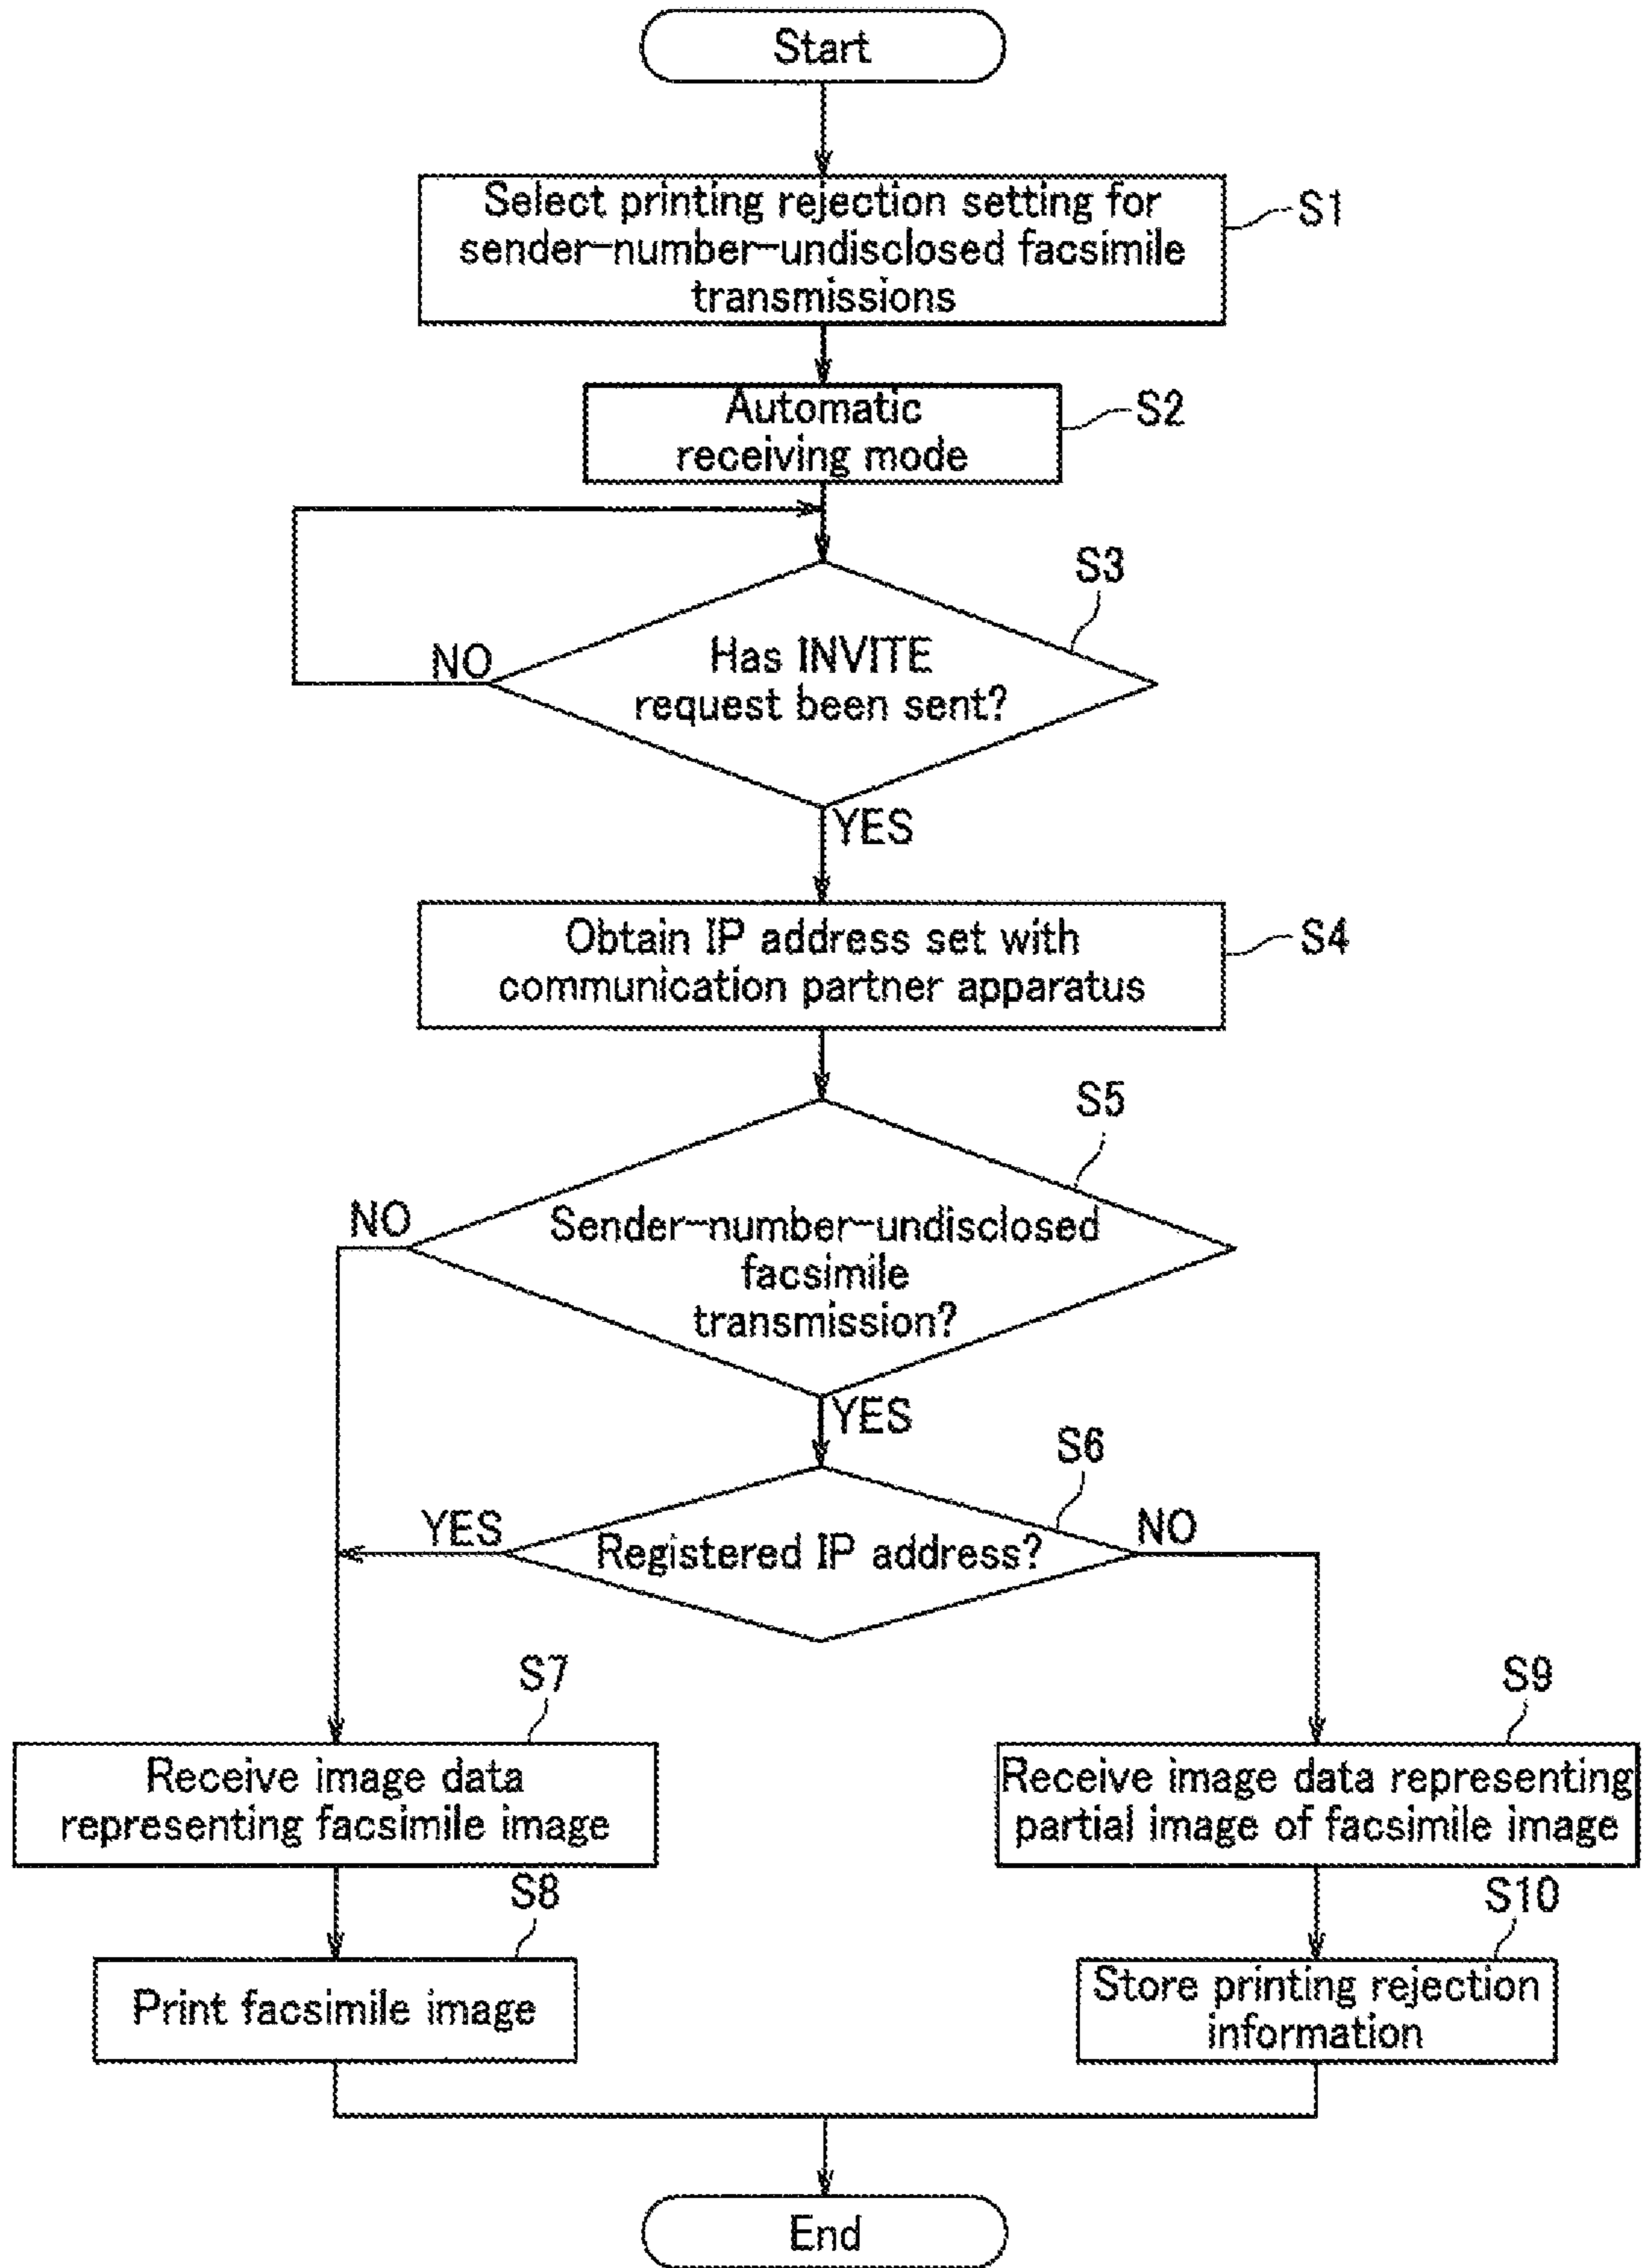 Start
Select printing rejection setting for
sender-number-undisclosed facsimile
transmissions
S1
Automatic
receiving mode
S2
S3
Has INVITE
request been sent?
NO
YES
Obtain IP address set with
communication partner apparatus
S4
S5
NO
Sender-number-undisclosed
facsimile
transmission?
YES
S6
YES
Registered IP address?
NO
S7
Receive image data
representing facsimile image
S9
Receive image data representing
partial image of facsimile image
S8
Print facsimile image
S10
Store printing rejection
information
End